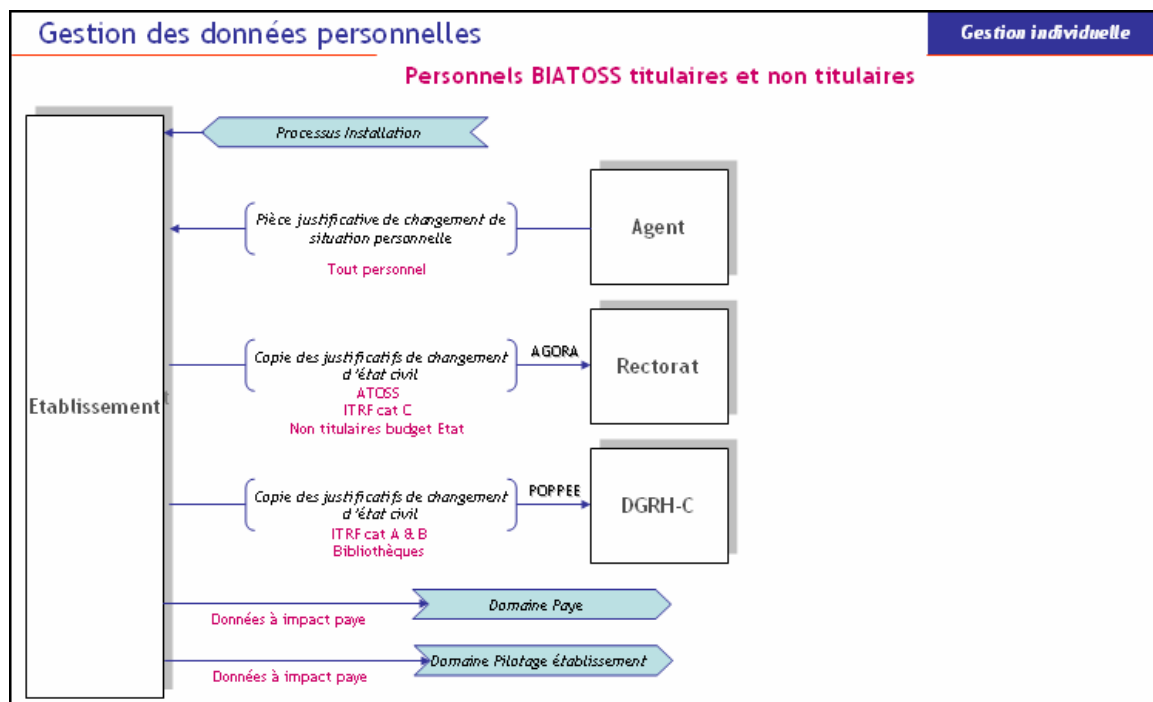 Gestion des données personnelles
Gestion individuelle
Personnels BIATOSS titulaires et non titulaires
Processus Installation
Pièce justificative de changement de
situation personnelle
Tout personnel
Agent
Copie des justificatifs de changement
d'état civil
ATOSS
ITRF cat C
Non titulaires budget Etat
AGORA
Rectorat
Etablissement
Copie des justificatifs de changement
d'état civil
ITRF cat A & B
Bibliothèques
POPPEE
DGRH-C
Données à impact paye
Domaine Paye
Données à impact paye
Domaine Pilotage établissement